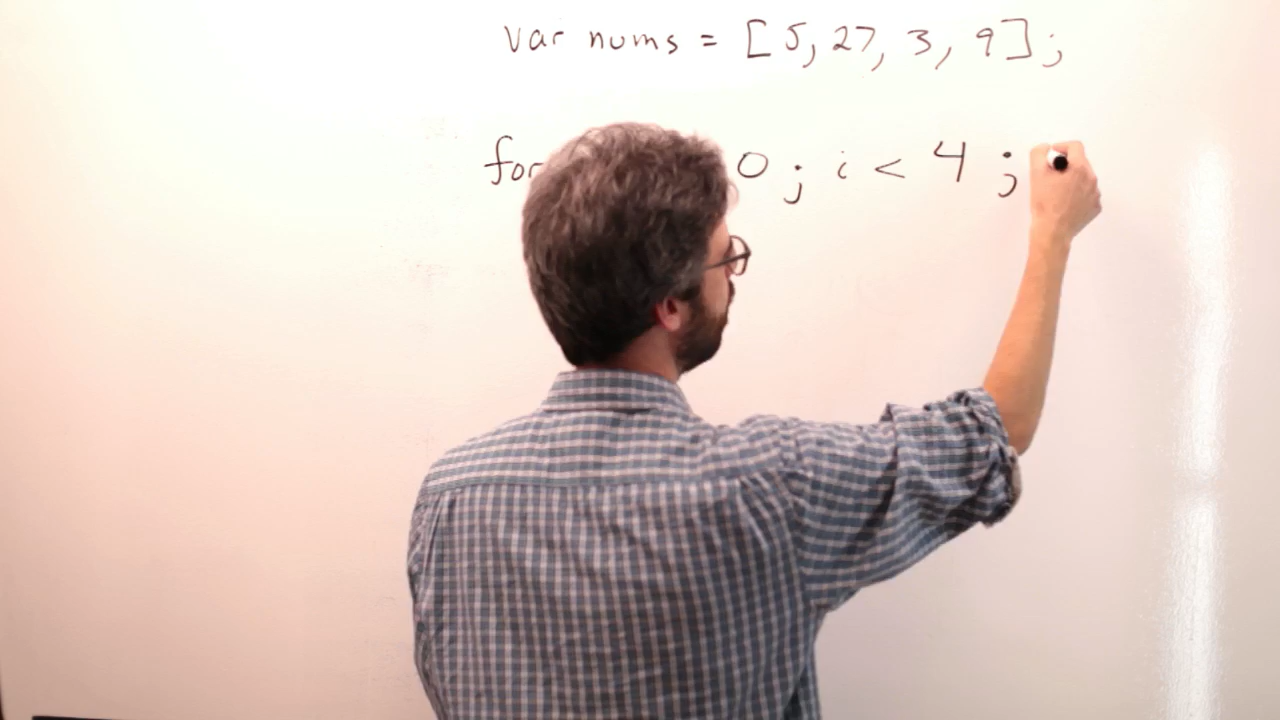 var nums = [5, 27, 3, 9];
for 0 ; i < 4 ;